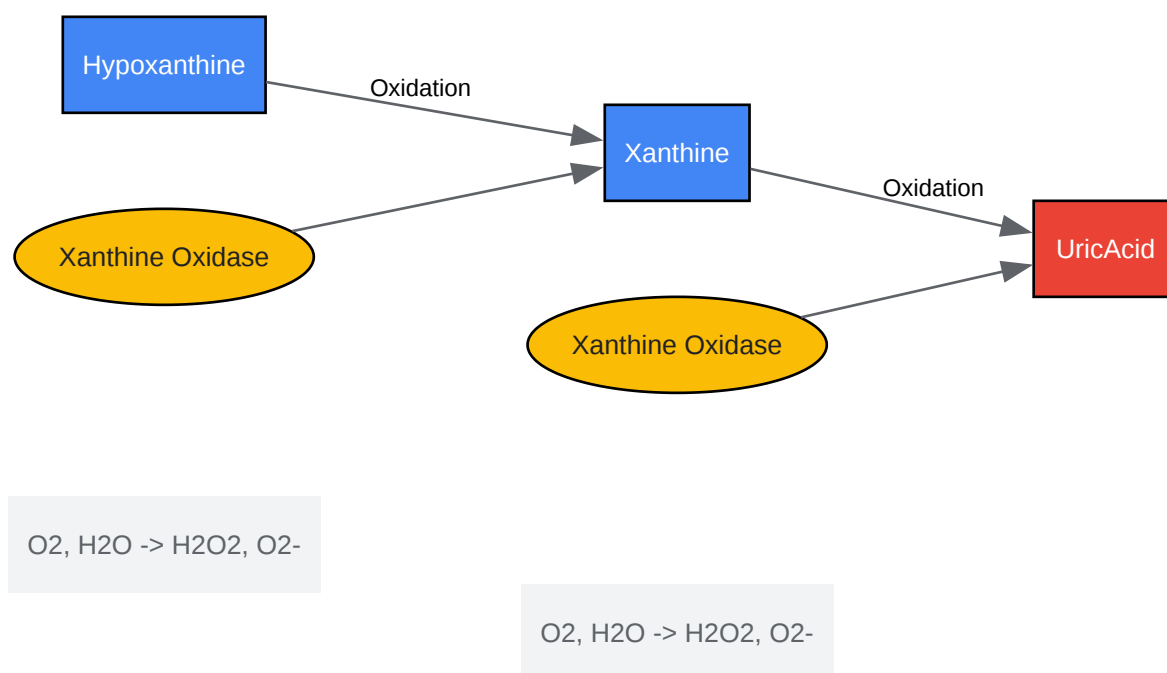 Hypoxanthine
Oxidation
Xanthine
Oxidation
Xanthine Oxidase
UricAcid
Xanthine Oxidase
O2, H2O -> H2O2, O2-
O2, H2O -> H2O2, O2-